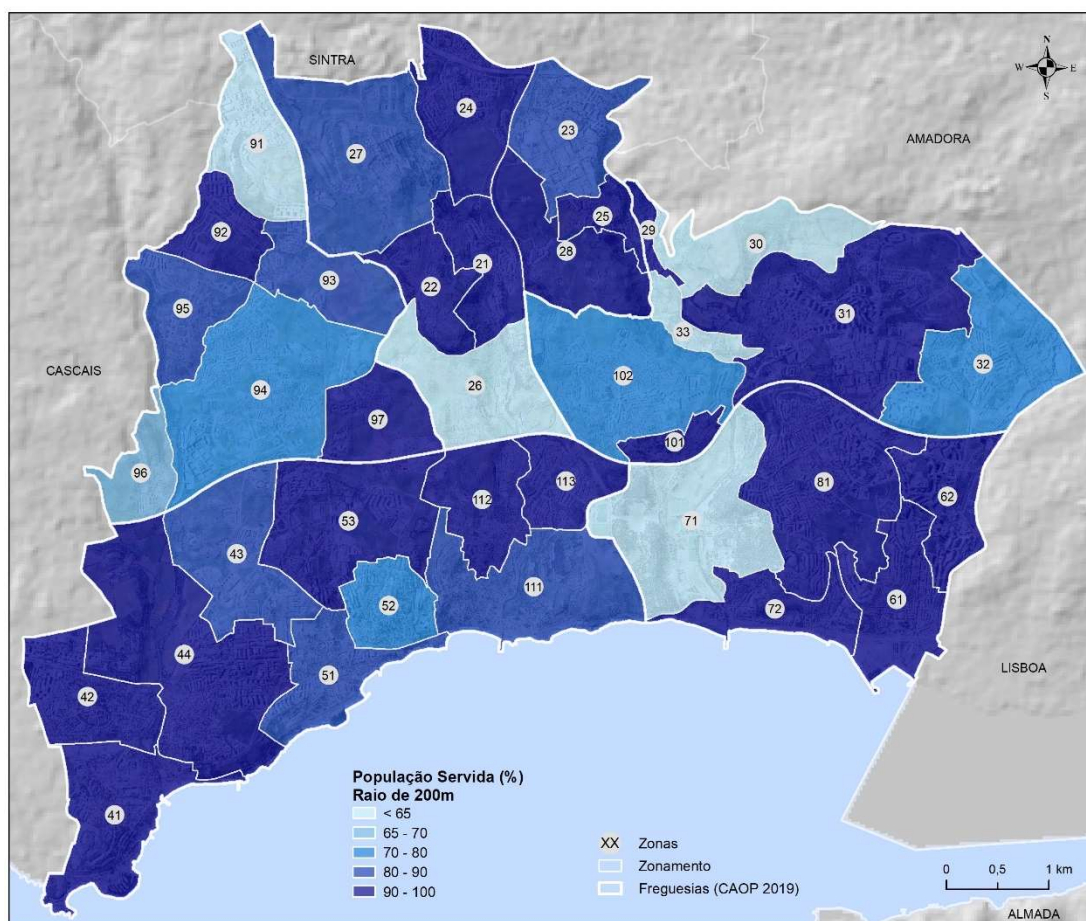 SINTRA
N
W E
S
24
23
91
27
AMADORA
25
92
29
28
30
21
93
22
95
31
33
CASCAIS
102
32
94
26
97
101
96
62
81
112
113
53
71
43
61
52
72
111
44
51
LISBOA
42
41
População Servida (%)
Raio de 200m
< 65
65 - 70
70 - 80
80 - 90
90 - 100
XX Zonas
Zonamento
Freguesias (CAOP 2019)
0 0,5 1 km
ALMADA